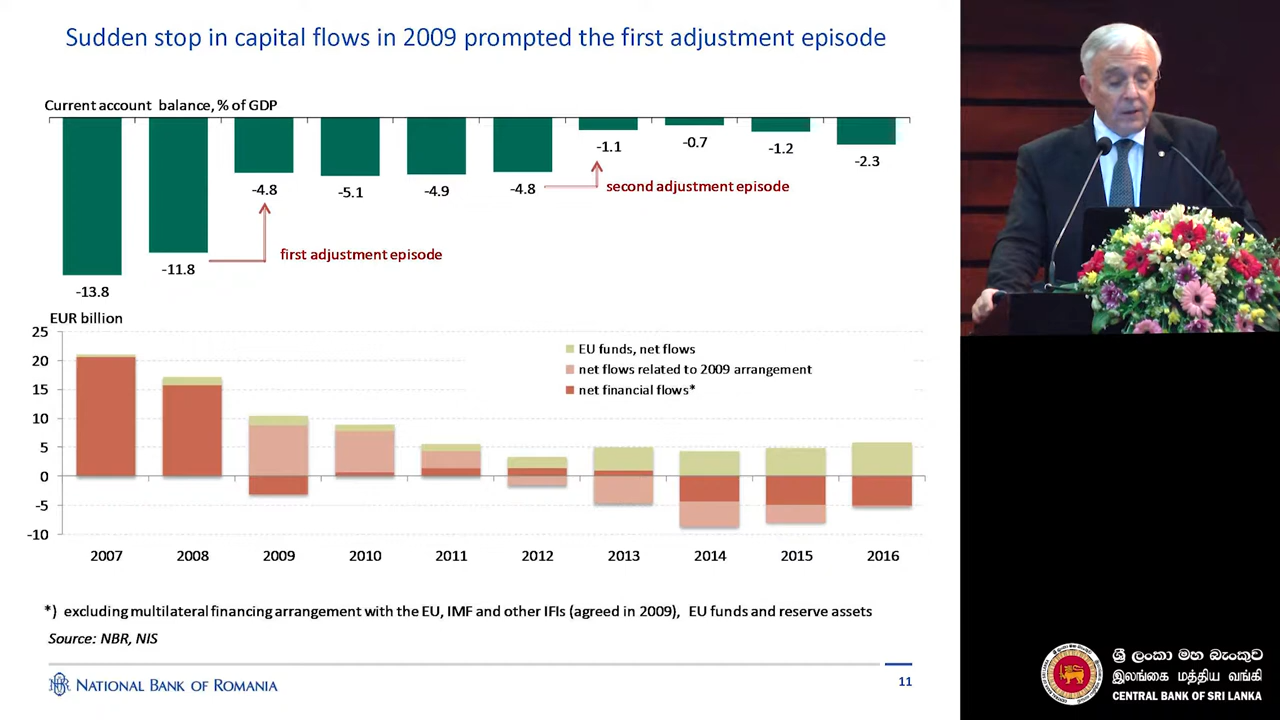 Sudden stop in capital flows in 2009 prompted the first adjustment episode
Current account balance, % of GDP
-13.8
-11.8
-4.8
-5.1
-4.9
-4.8
-1.1
-0.7
-1.2
-2.3
first adjustment episode
second adjustment episode
EUR billion
25
20
15
10
5
0
-5
-10
EU funds, net flows
net flows related to 2009 arrangement
net financial flows*
2007 2008 2009 2010 2011 2012 2013 2014 2015 2016
*) excluding multilateral financing arrangement with the EU, IMF and other IFIs (agreed in 2009), EU funds and reserve assets
Source: NBR, NIS
NATIONAL BANK OF ROMANIA
11
ශ්‍රී ලංකා මහ බැංකුව
இலங்கை மத்திய வங்கி
CENTRAL BANK OF SRI LANKA